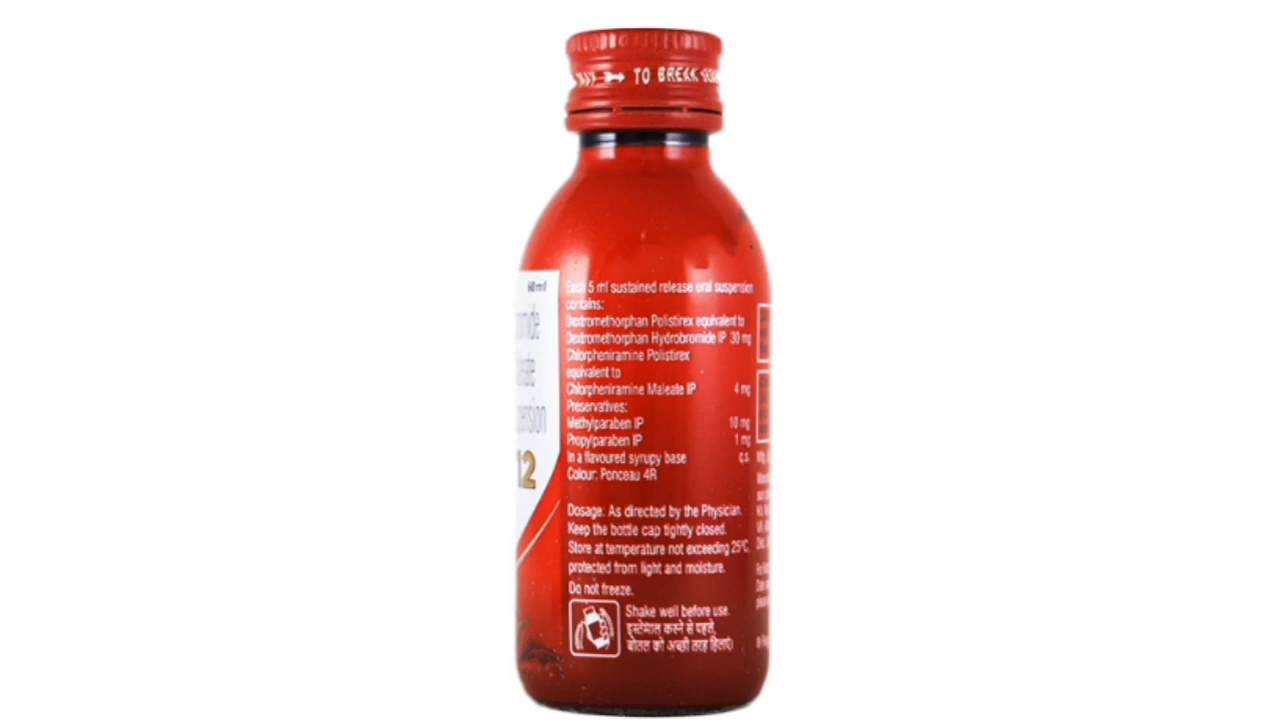 TO BREAK
60 ml
12
Each 5 ml sustained release oral suspension
contains:
Dextromethorphan Polistirex equivalent to
Dextromethorphan Hydrobromide IP 30 mg
Chlorpheniramine Polistirex
equivalent to
Chlorpheniramine Maleate IP 4 mg
Preservatives:
Methylparaben IP 10 mg
Propylparaben IP 1 mg
In a flavoured syrupy base q.s.
Colour: Ponceau 4R
Dosage: As directed by the Physician.
Keep the bottle cap tightly closed.
Store at temperature not exceeding 25°C,
protected from light and moisture.
Do not freeze.
Shake well before use.
इस्तेमाल करने से पहले,
बोतल को अच्छी तरह हिलाएं।